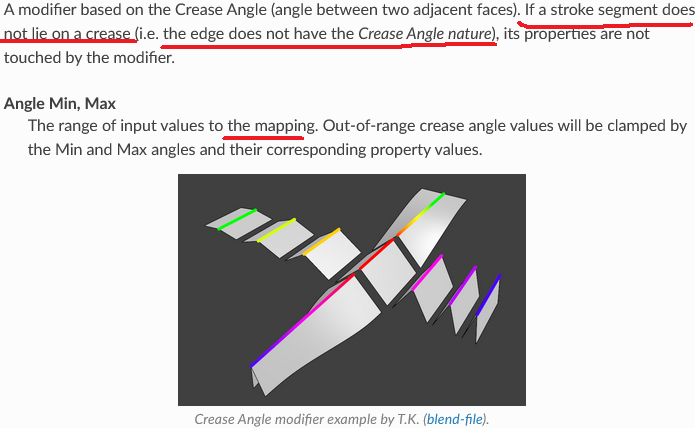 A modifier based on the Crease Angle (angle between two adjacent faces). If a stroke segment does
not lie on a crease (i.e. the edge does not have the Crease Angle nature), its properties are not
touched by the modifier.
Angle Min, Max
The range of input values to the mapping. Out-of-range crease angle values will be clamped by
the Min and Max angles and their corresponding property values.
Crease Angle modifier example by T.K. (blend-file).